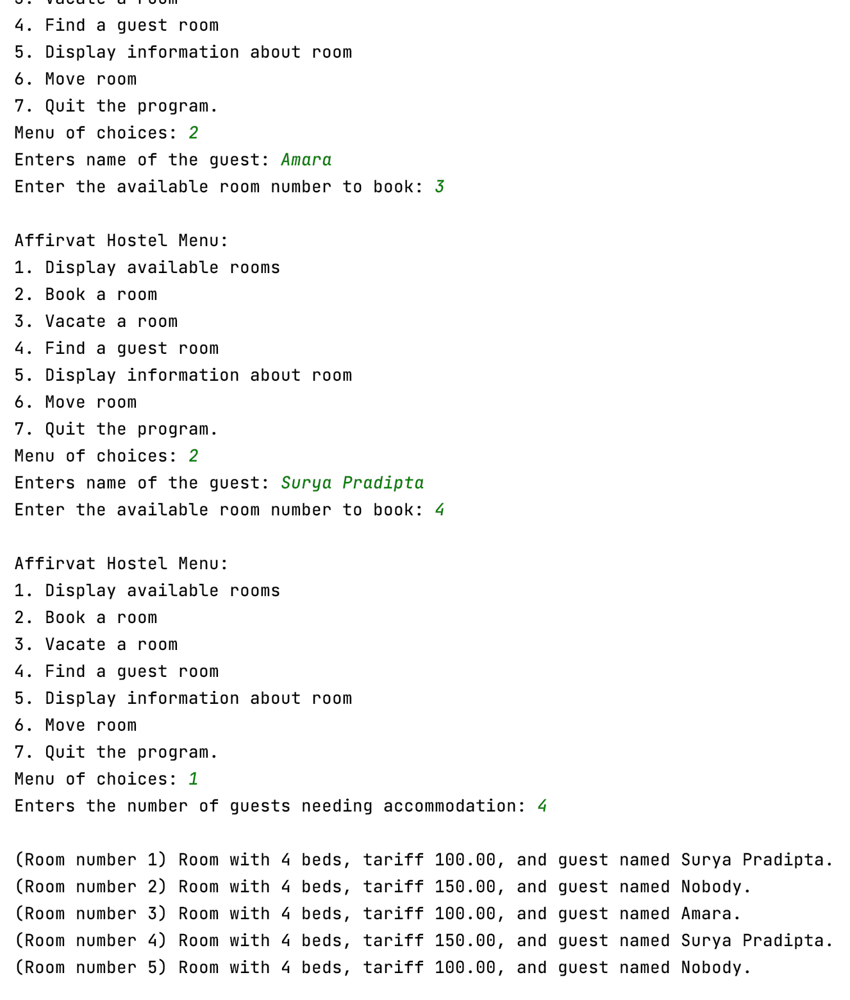 3. Vacate a room
4. Find a guest room
5. Display information about room
6. Move room
7. Quit the program.
Menu of choices: 2
Enters name of the guest: Amara
Enter the available room number to book: 3
Affirvat Hostel Menu:
1. Display available rooms
2. Book a room
3. Vacate a room
4. Find a guest room
5. Display information about room
6. Move room
7. Quit the program.
Menu of choices: 2
Enters name of the guest: Surya Pradipta
Enter the available room number to book: 4
Affirvat Hostel Menu:
1. Display available rooms
2. Book a room
3. Vacate a room
4. Find a guest room
5. Display information about room
6. Move room
7. Quit the program.
Menu of choices: 1
Enters the number of guests needing accommodation: 4
(Room number 1) Room with 4 beds, tariff 100.00, and guest named Surya Pradipta.
(Room number 2) Room with 4 beds, tariff 150.00, and guest named Nobody.
(Room number 3) Room with 4 beds, tariff 100.00, and guest named Amara.
(Room number 4) Room with 4 beds, tariff 150.00, and guest named Surya Pradipta.
(Room number 5) Room with 4 beds, tariff 100.00, and guest named Nobody.